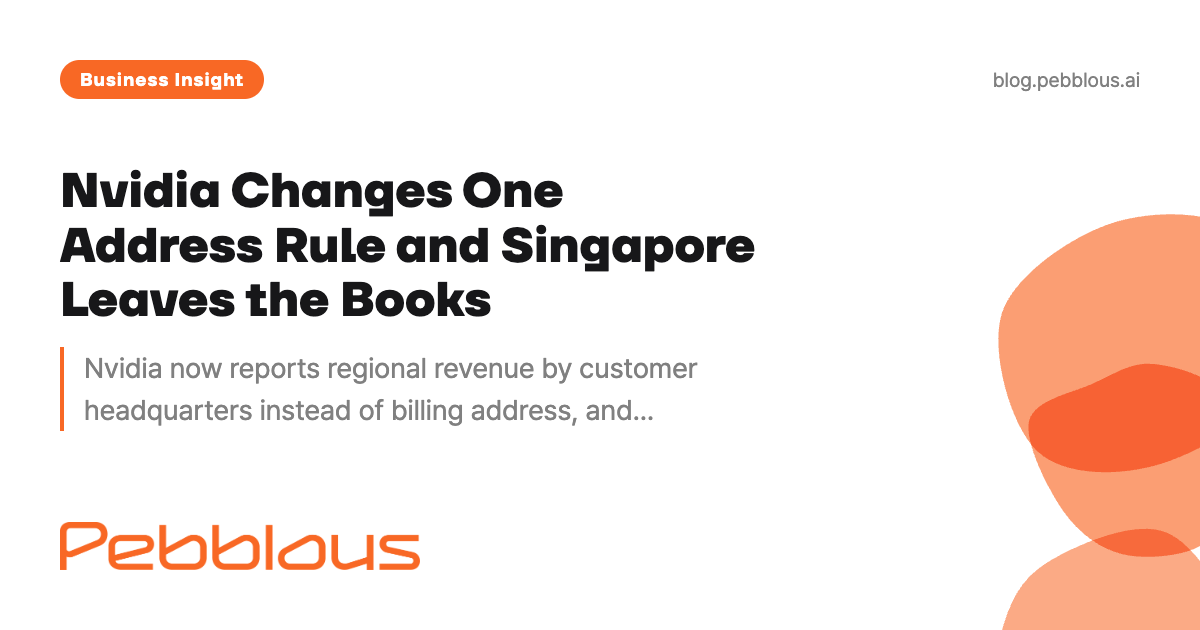 Business Insight
blog.pebblous.ai
Nvidia Changes One
Address Rule and Singapore
Leaves the Books
Nvidia now reports regional revenue by customer
headquarters instead of billing address, and...
Pebblous